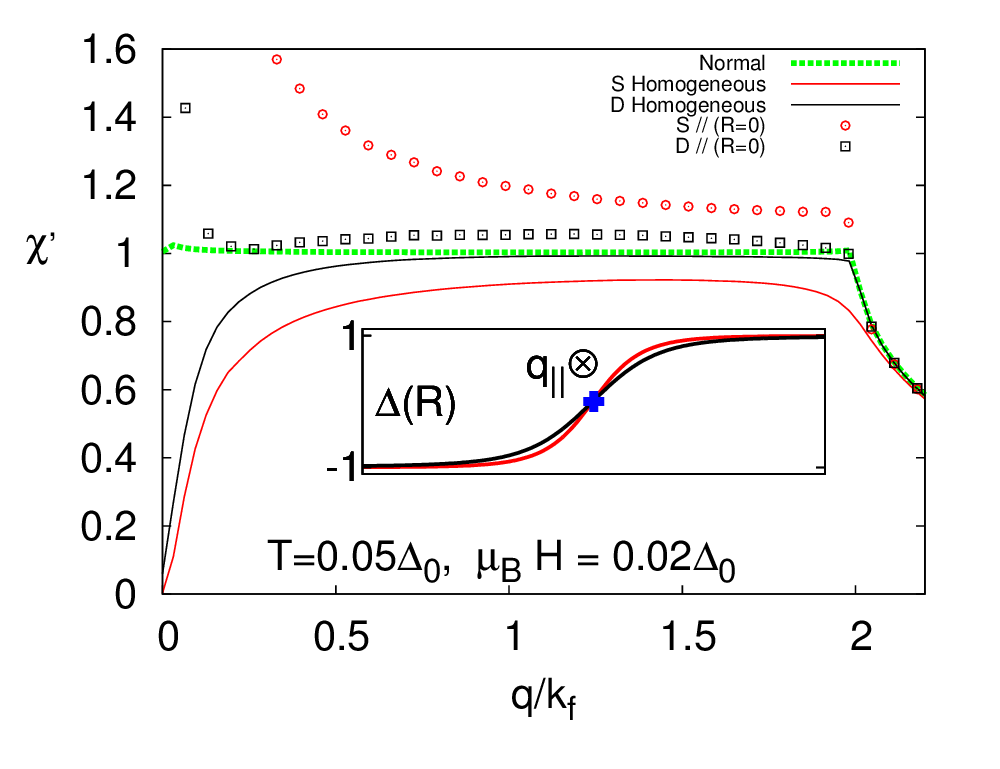 1.6
1.4
1.2
1
0.8
0.6
0.4
0.2
0
χ'
Normal
S Homogeneous
D Homogeneous
S // (R=0)
D // (R=0)
1
-1
Δ(R)
q||
T=0.05Δ0, μB H = 0.02Δ0
0
0.5
1
1.5
2
q/kf